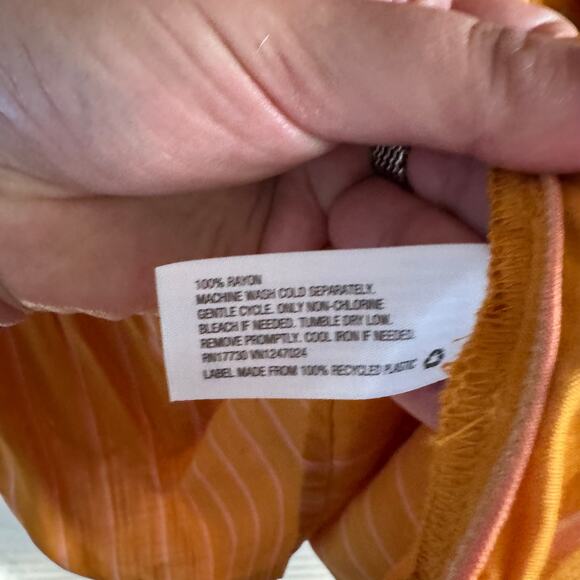 100% RAYON
MACHINE WASH COLD SEPARATELY.
GENTLE CYCLE. ONLY NON-CHLORINE
BLEACH IF NEEDED. TUMBLE DRY LOW.
REMOVE PROMPTLY. COOL IRON IF NEEDED.
RN17730 VN1247024
LABEL MADE FROM 100% RECYCLED PLASTIC